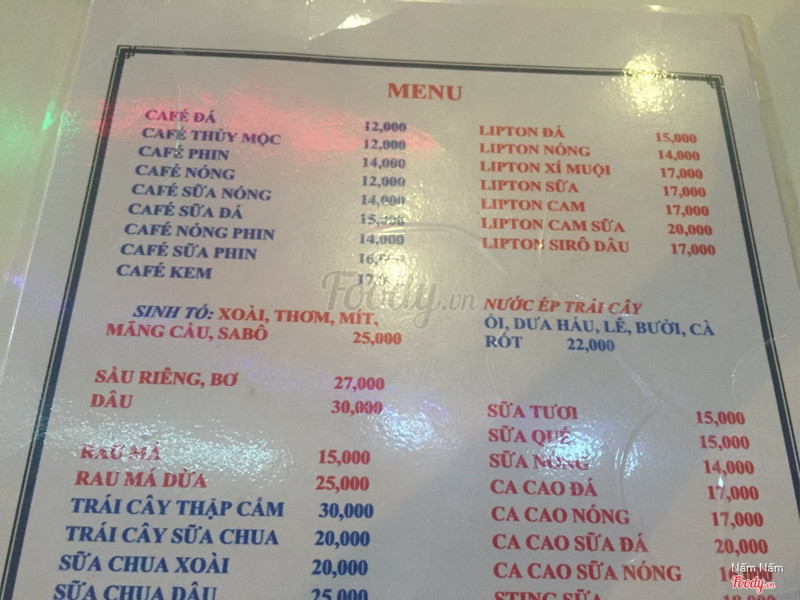 MENU
CAFÉ ĐÁ 12,000
CAFÉ THỦY MỘC 12,000
CAFÉ PHIN 14,000
CAFÉ NÓNG 12,000
CAFÉ SỮA NÓNG 14,000
CAFÉ SỮA ĐÁ 15,000
CAFÉ NÓNG PHIN 14,000
CAFÉ SỮA PHIN 16,000
CAFÉ KEM
LIPTON ĐÁ 15,000
LIPTON NÓNG 14,000
LIPTON XÍ MUỘI 17,000
LIPTON SỮA 17,000
LIPTON CAM 17,000
LIPTON CAM SỮA 20,000
LIPTON SIRÔ DÂU 17,000
Foody.vn
SINH TỐ: XOÀI, THƠM, MÍT,
MÃNG CẦU, SABÔ 25,000
NƯỚC ÉP TRÁI CÂY
ỔI, DƯA HẤU, LÊ, BƯỞI, CÀ
RỐT 22,000
SẦU RIÊNG, BƠ 27,000
DÂU 30,000
RAU MÁ 15,000
RAU MÁ DỪA 25,000
TRÁI CÂY THẬP CẨM 30,000
TRÁI CÂY SỮA CHUA 20,000
SỮA CHUA XOÀI 20,000
SỮA CHUA DÂU 25,000
SỮA TƯƠI 15,000
SỮA QUẾ 15,000
SỮA NÓNG 14,000
CA CAO ĐÁ 17,000
CA CAO NÓNG 17,000
CA CAO SỮA ĐÁ 20,000
CA CAO SỮA NÓNG
STING SỮA 18,000
Năm Năm
Foody.vn